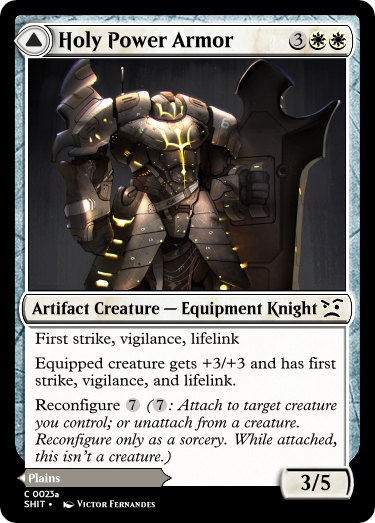 Holy Power Armor 3
Artifact Creature — Equipment Knight
First strike, vigilance, lifelink
Equipped creature gets +3/+3 and has first
strike, vigilance, and lifelink.
Reconfigure 7 (7: Attach to target creature
you control; or unattach from a creature.
Reconfigure only as a sorcery. While attached,
this isn't a creature.)
Plains
3/5
C 0023a
SHIT • Victor Fernandes